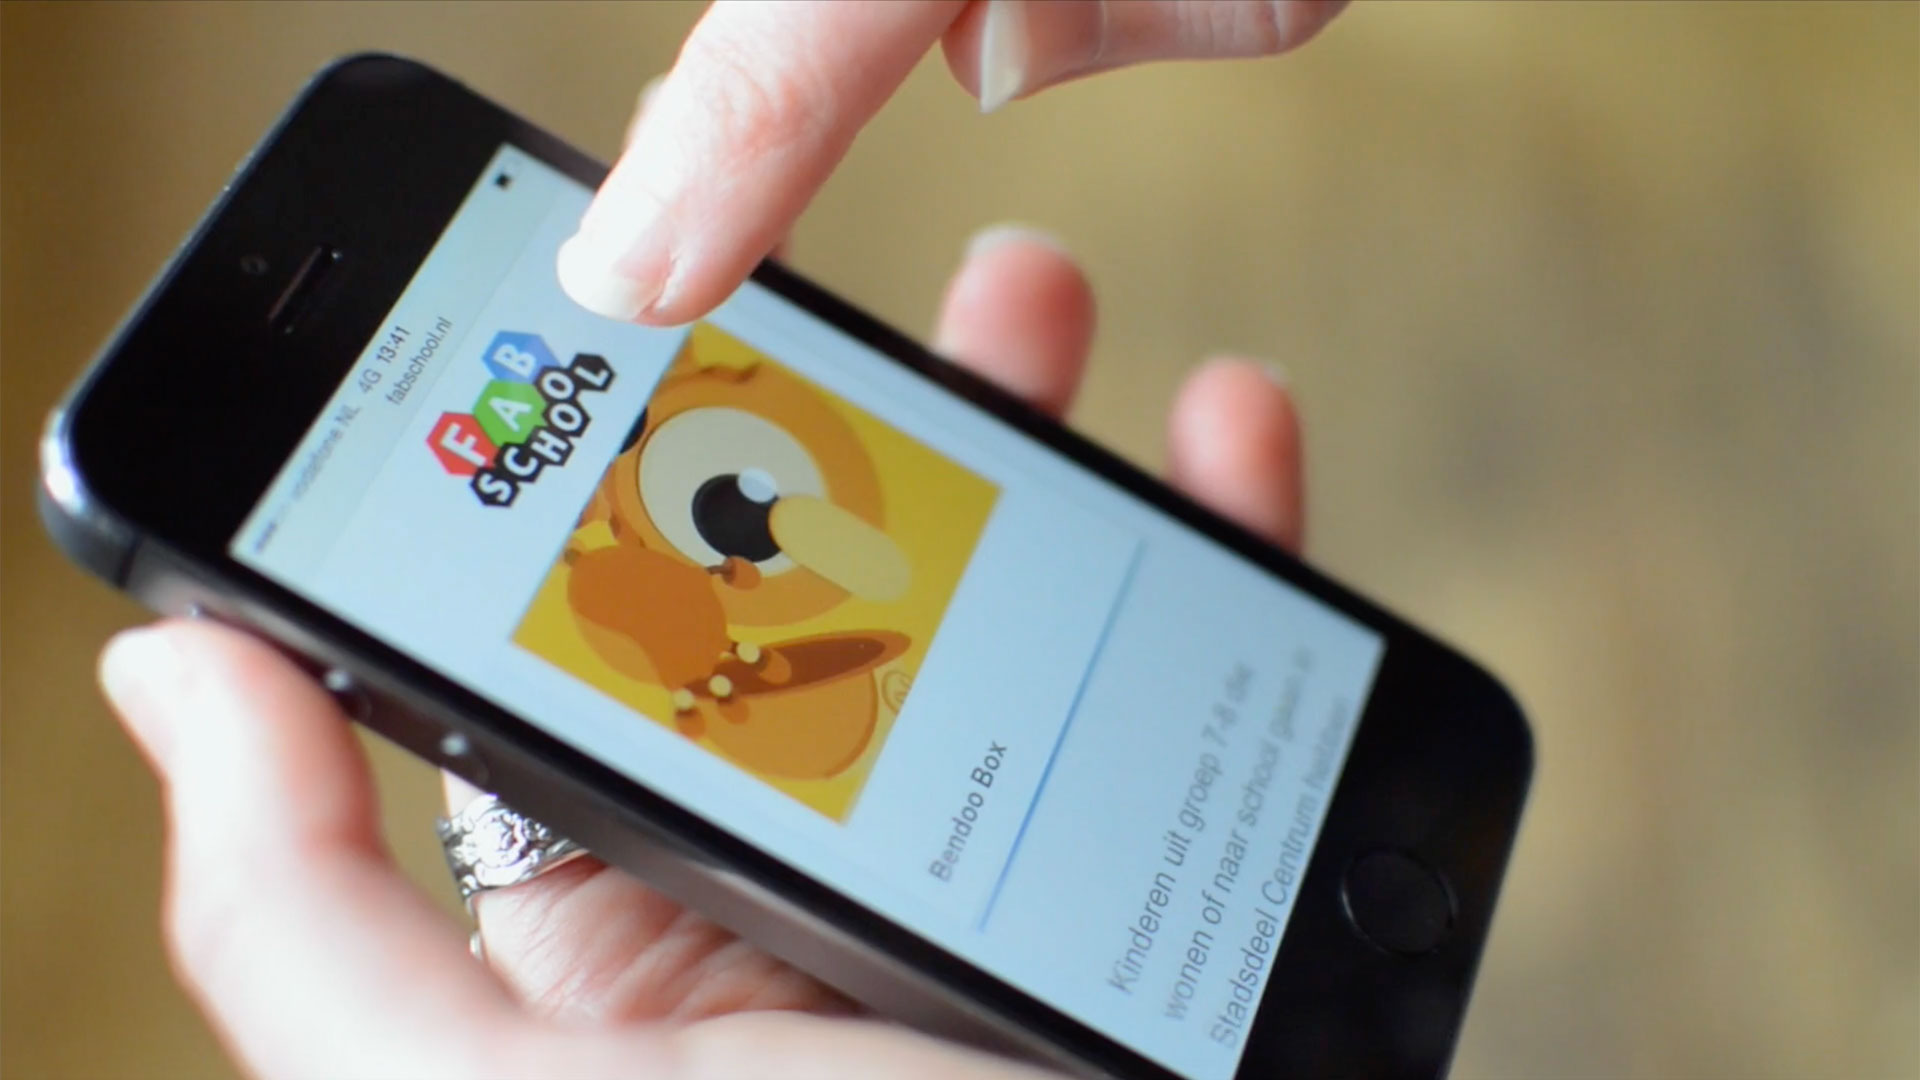 vodafone NL 4G 13:41
fabschool.nl
FAB
SCHOOL
Bendoo Box
Kinderen uit groep 7-8 die
wonen of naar school gaan in
Stadsdeel Centrum hebben